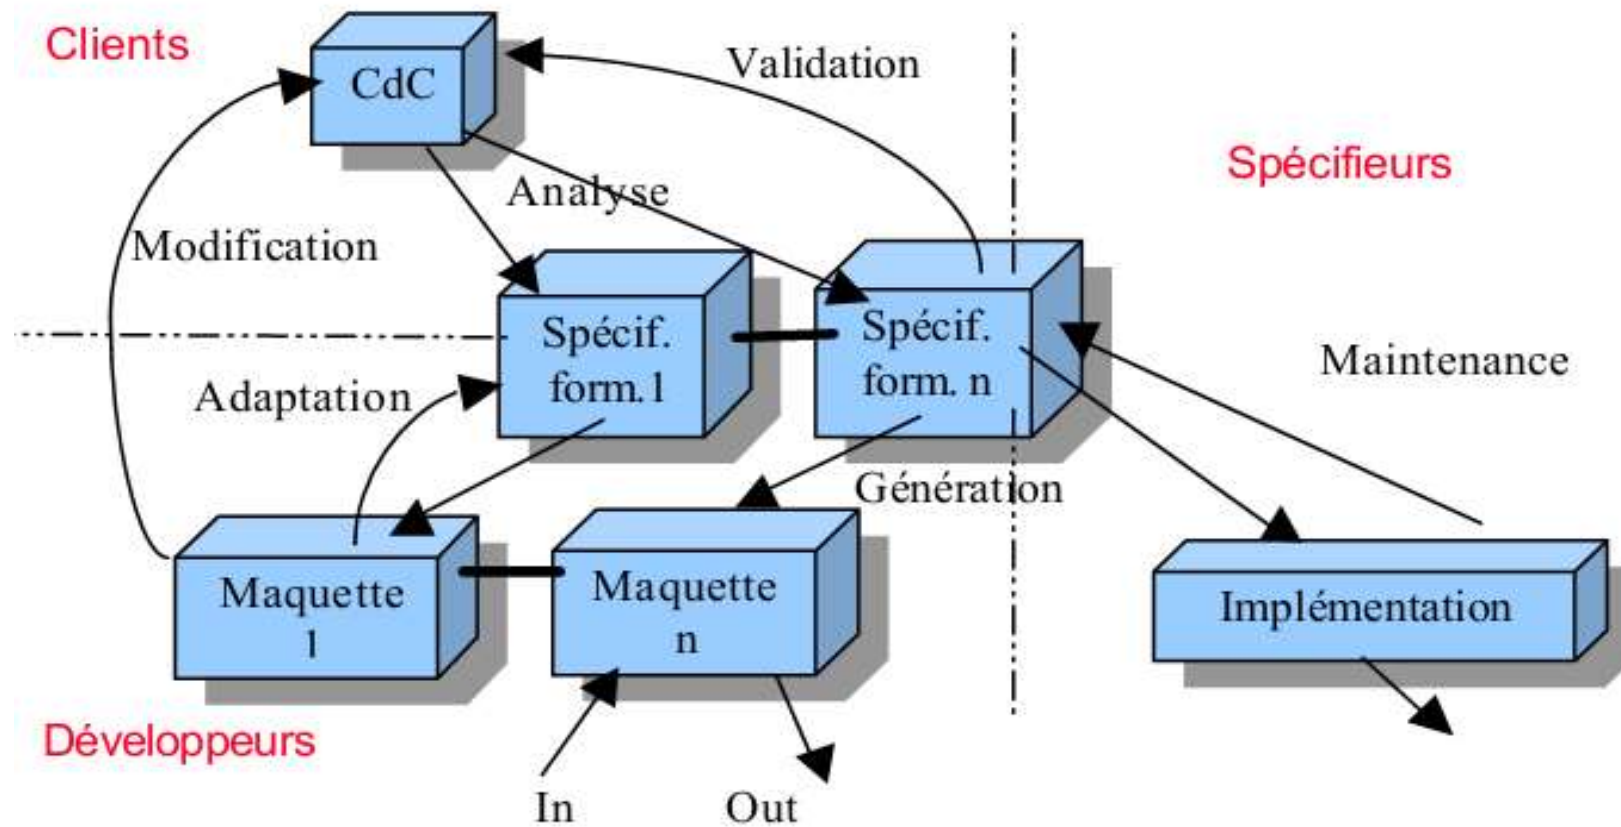 Clients
CdC
Validation
Spécifieurs
Analyse
Modification
Spécif.
form. 1
Spécif.
form. n
Maintenance
Adaptation
Génération
Maquette
1
Maquette
n
Implémentation
Développeurs
In
Out